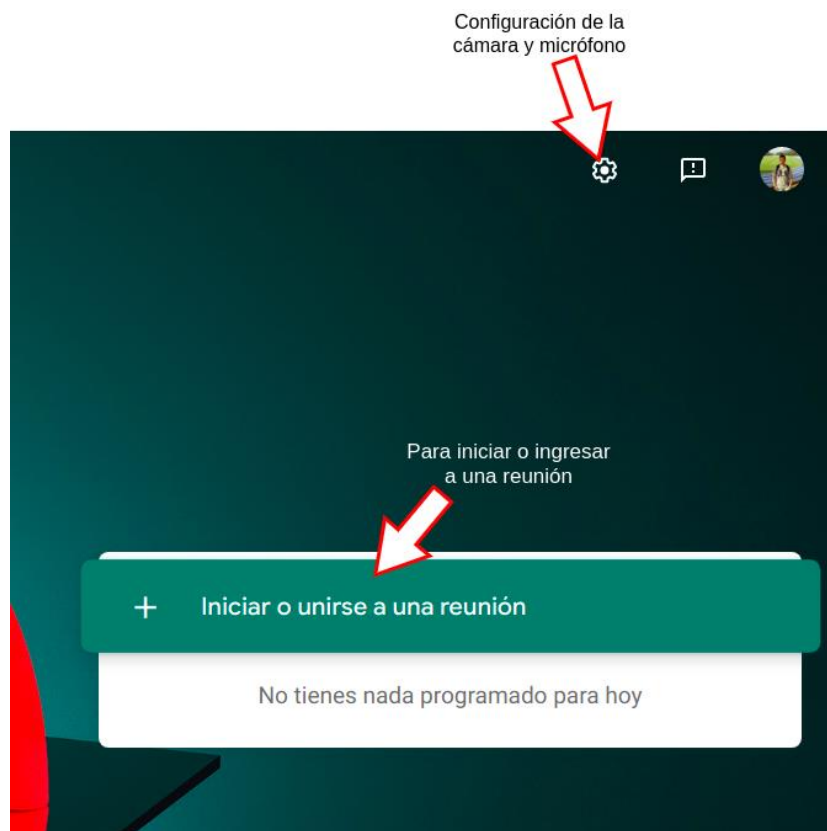 Configuración de la
cámara y micrófono
Para iniciar o ingresar
a una reunión
+ Iniciar o unirse a una reunión
No tienes nada programado para hoy